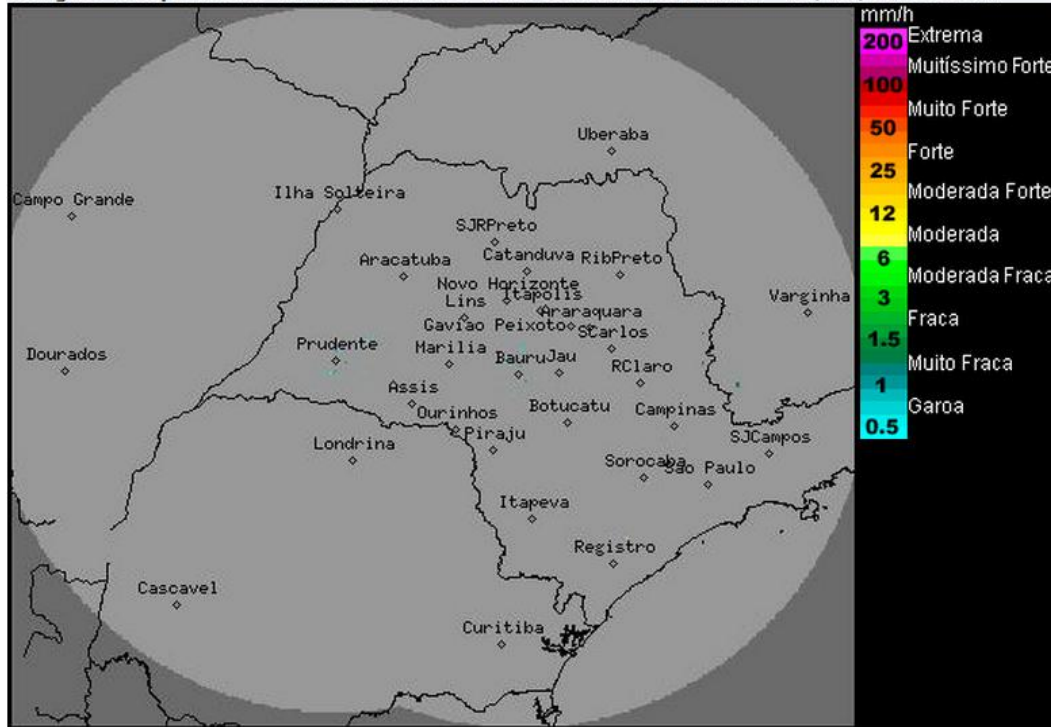 mm/h
200 Extrema
Muitíssimo Forte
100
Muito Forte
50
Forte
25
Moderada Forte
12
Moderada
6
Moderada Fraca
3
Fraca
1.5
Muito Fraca
1
Garoa
0.5
Uberaba
Campo Grande
Ilha Solteira
SJRPreto
Catanduva
RibPreto
Aracatuba
Novo Horizonte
Itapolis
Lins
Araraquara
Varginha
Gaviao Peixoto
SCarlos
Prudente
Marilia
Dourados
Bauru
Jau
RClaro
Assis
Ourinhos
Botucatu
Campinas
Londrina
Piraju
SJCampos
Sorocaba
Sao Paulo
Itapeva
Registro
Cascavel
Curitiba